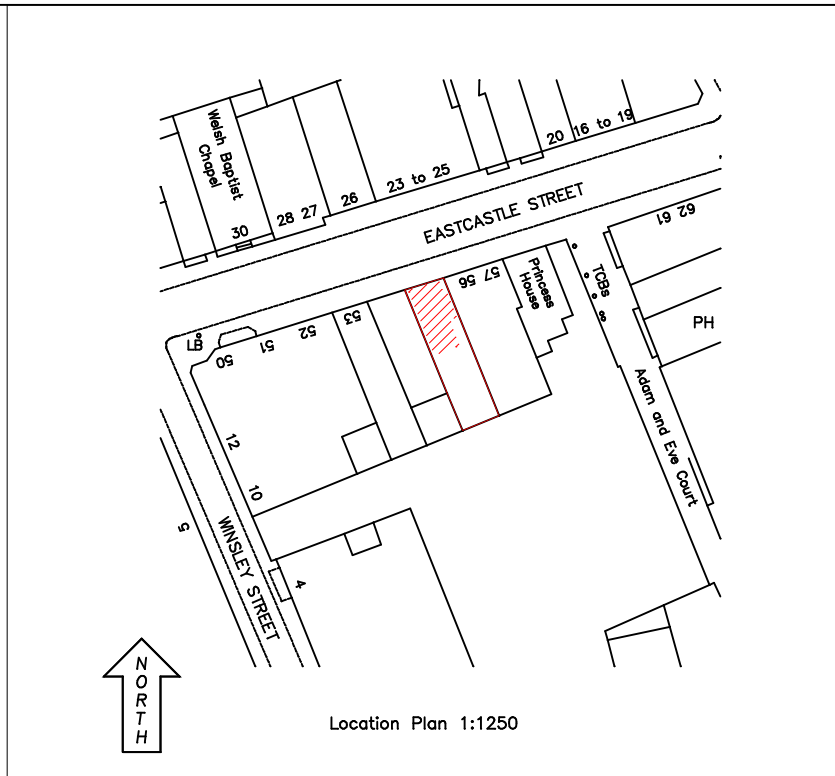 Welsh Baptist
Chapel
30
28
27
26
23 to 25
20
16 to 19
EASTCASTLE STREET
62
61
TCBs
PH
Princess
House
57
56
53
52
51
50
LB
12
10
5
WINSLEY STREET
4
Adam and Eve Court
NORTH
Location Plan 1:1250